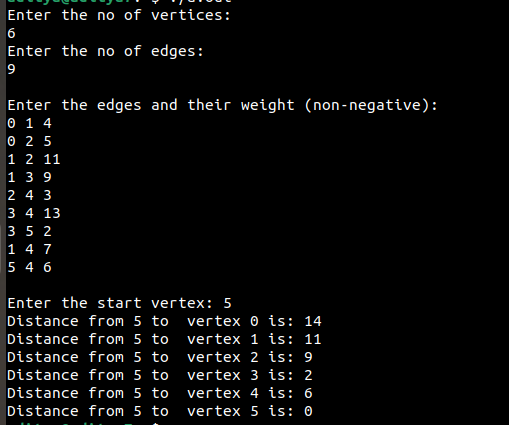 Enter the no of vertices:
6
Enter the no of edges:
9
Enter the edges and their weight (non-negative):
0 1 4
0 2 5
1 2 11
1 3 9
2 4 3
3 4 13
3 5 2
1 4 7
5 4 6
Enter the start vertex: 5
Distance from 5 to  vertex 0 is: 14
Distance from 5 to  vertex 1 is: 11
Distance from 5 to  vertex 2 is: 9
Distance from 5 to  vertex 3 is: 2
Distance from 5 to  vertex 4 is: 6
Distance from 5 to  vertex 5 is: 0